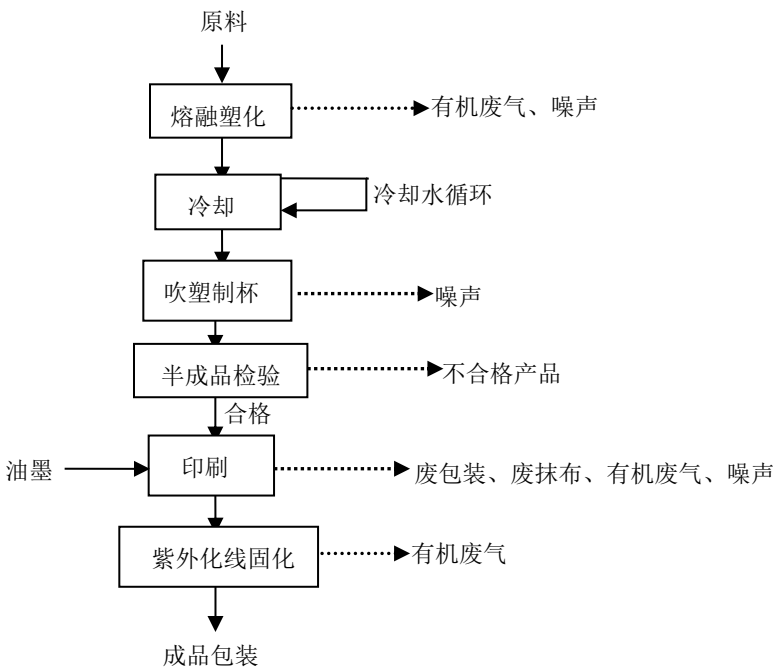 原料
熔融塑化
有机废气、噪声
冷却
冷却水循环
吹塑制杯
噪声
半成品检验
不合格产品
合格
油墨
印刷
废包装、废抹布、有机废气、噪声
紫外化线固化
有机废气
成品包装